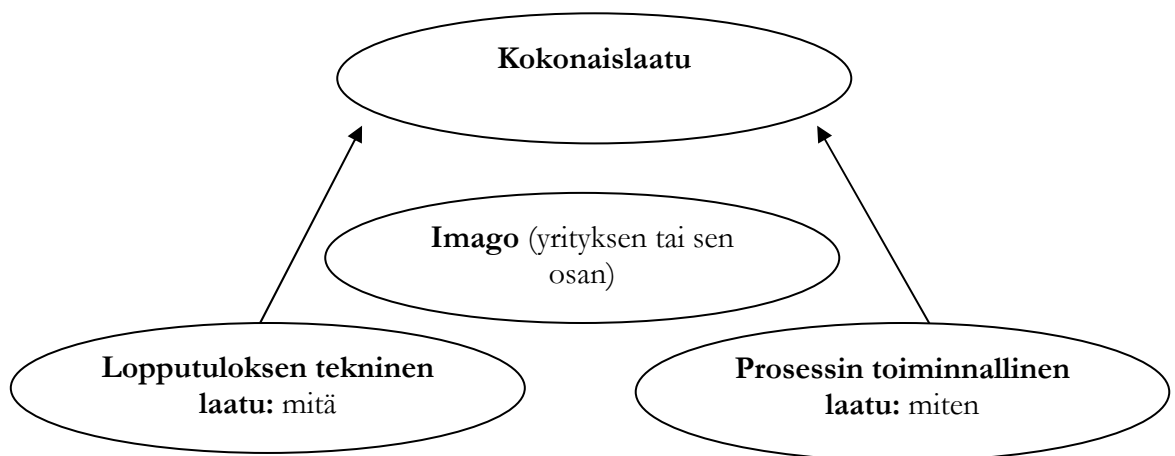 Kokonaislaatu
Imago (yrityksen tai sen
osan)
Lopputuloksen tekninen
laatu: mitä
Prosessin toiminnallinen
laatu: miten